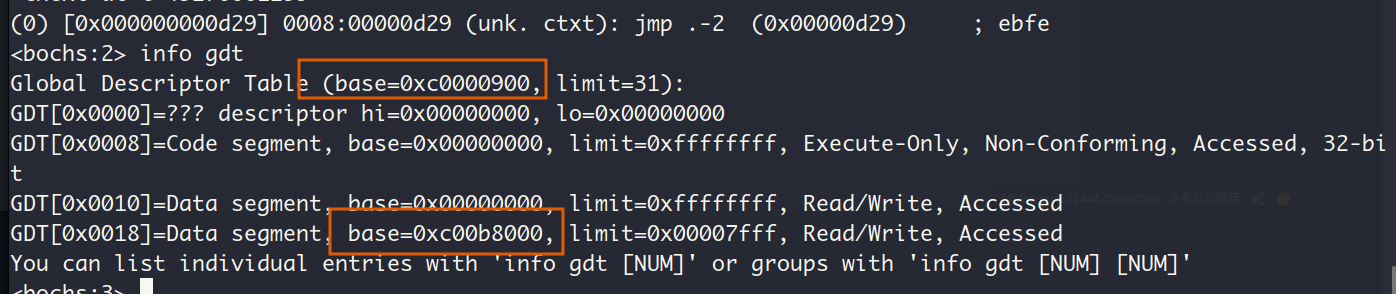 (0) [0x000000000d29] 0008:00000d29 (unk. ctxt): jmp .-2  (0x00000d29)      ; ebfe
<bochs:2> info gdt
Global Descriptor Table (base=0xc0000900, limit=31):
GDT[0x0000]=??? descriptor hi=0x00000000, lo=0x00000000
GDT[0x0008]=Code segment, base=0x00000000, limit=0xffffffff, Execute-Only, Non-Conforming, Accessed, 32-bi
t
GDT[0x0010]=Data segment, base=0x00000000, limit=0xffffffff, Read/Write, Accessed
GDT[0x0018]=Data segment, base=0xc00b8000, limit=0x00007fff, Read/Write, Accessed
You can list individual entries with 'info gdt [NUM]' or groups with 'info gdt [NUM] [NUM]'
<bochs:3>